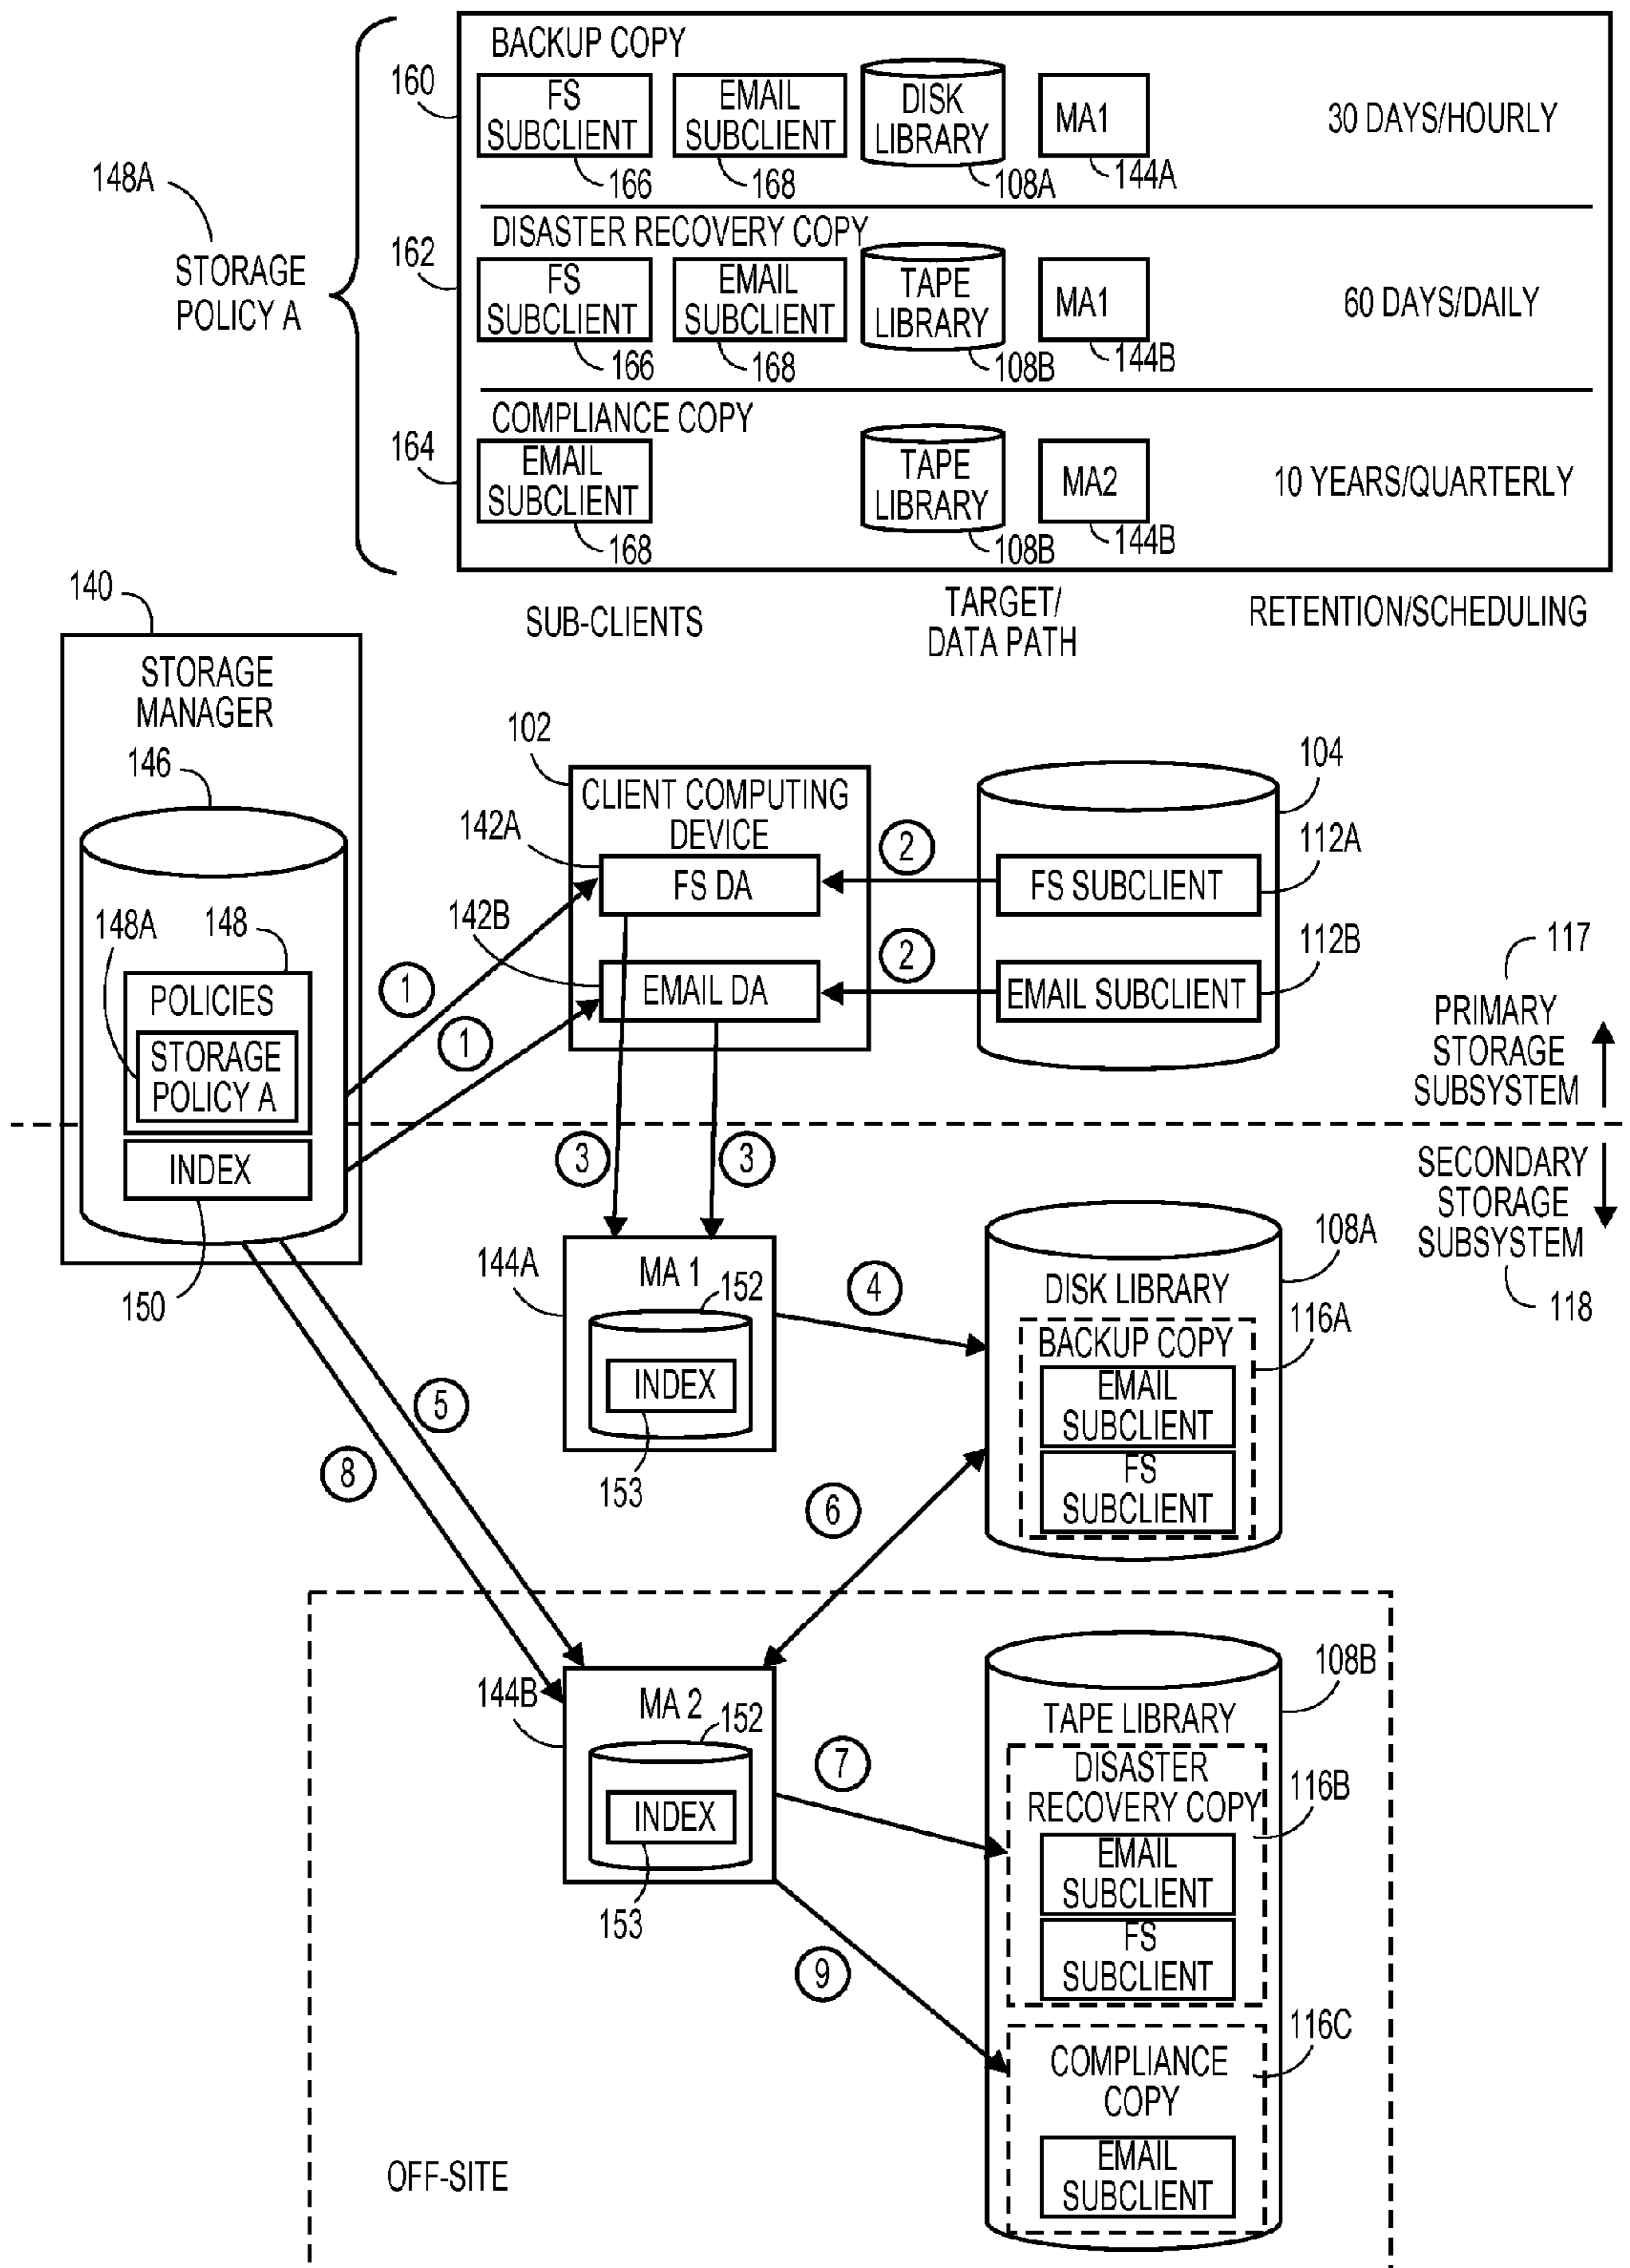 BACKUP COPY
160
FS
SUBCLIENT
166
EMAIL
SUBCLIENT
168
DISK
LIBRARY
108A
MA1
144A
30 DAYS/HOURLY
148A
STORAGE
POLICY A
DISASTER RECOVERY COPY
162
FS
SUBCLIENT
166
EMAIL
SUBCLIENT
168
TAPE
LIBRARY
108B
MA1
144B
60 DAYS/DAILY
COMPLIANCE COPY
164
EMAIL
SUBCLIENT
168
TAPE
LIBRARY
108B
MA2
144B
10 YEARS/QUARTERLY
SUB-CLIENTS
TARGET/
DATA PATH
RETENTION/SCHEDULING
140
STORAGE
MANAGER
146
148A
148
POLICIES
STORAGE
POLICY A
INDEX
150
102
CLIENT COMPUTING
DEVICE
142A
FS DA
142B
EMAIL DA
104
112A
FS SUBCLIENT
112B
EMAIL SUBCLIENT
1
1
2
2
117
PRIMARY
STORAGE
SUBSYSTEM
SECONDARY
STORAGE
SUBSYSTEM
118
3
3
144A
MA 1
152
INDEX
153
4
108A
DISK LIBRARY
116A
BACKUP COPY
EMAIL
SUBCLIENT
FS
SUBCLIENT
5
8
6
144B
MA 2
152
INDEX
153
7
9
108B
TAPE LIBRARY
DISASTER
RECOVERY COPY
116B
EMAIL
SUBCLIENT
FS
SUBCLIENT
116C
COMPLIANCE
COPY
EMAIL
SUBCLIENT
OFF-SITE